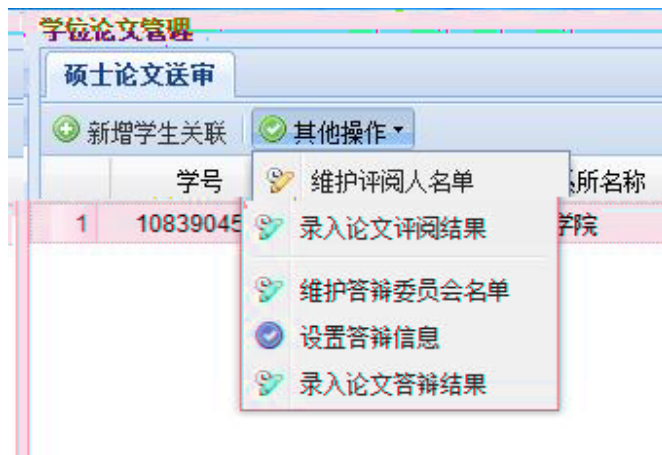 学位论文管理
硕士论文送审
新增学生关联 其他操作
学号 维护评阅人名单 所名称
1 10839045 录入论文评阅结果 学院
维护答辩委员会名单
设置答辩信息
录入论文答辩结果